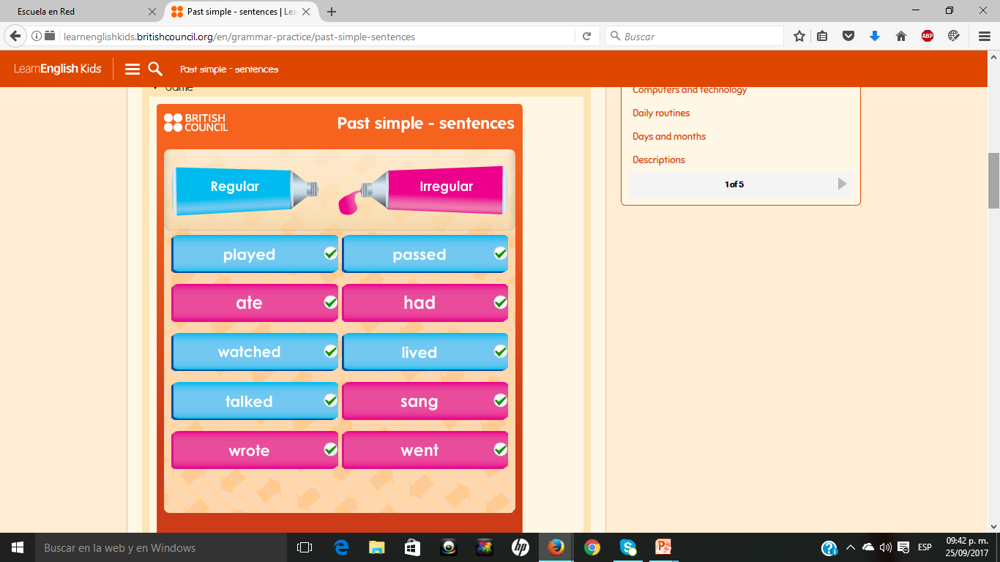 Escuela en Red
Past simple - sentences | Lea
learnenglishkids.britishcouncil.org/en/grammar-practice/past-simple-sentences
Buscar
ABP
LearnEnglish Kids
Past simple - sentences
Game
BRITISH
COUNCIL
Past simple - sentences
Regular
Irregular
played
passed
ate
had
watched
lived
talked
sang
wrote
went
Computers and technology
Daily routines
Days and months
Descriptions
1 of 5
Buscar en la web y en Windows
hp
ESP
09:42 p. m.
25/09/2017